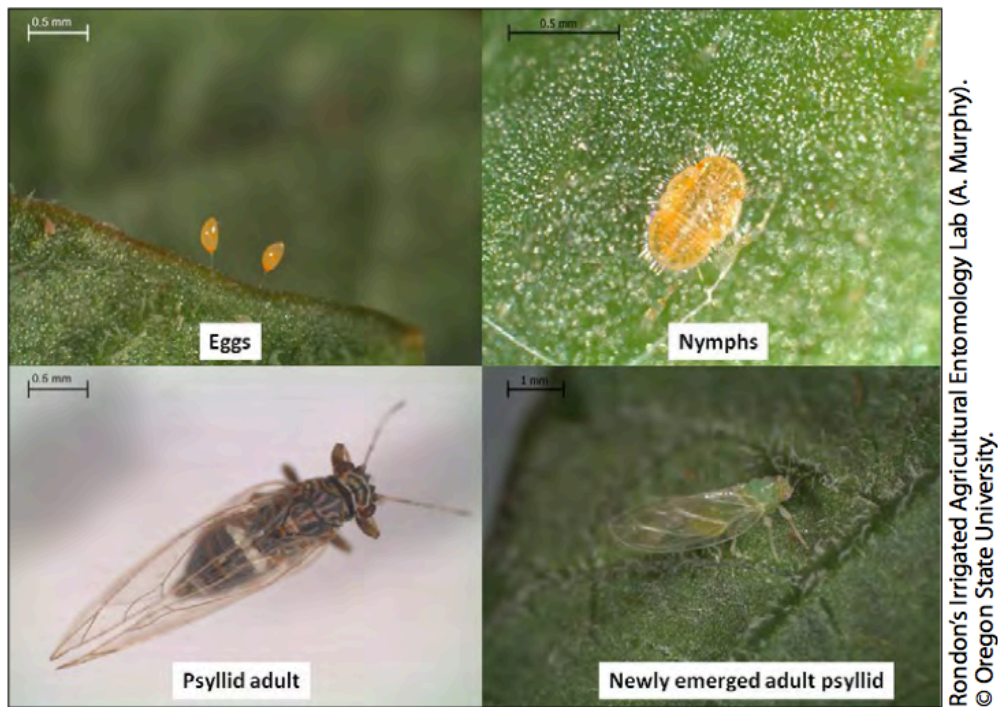 0.5 mm
0.5 mm
Eggs
Nymphs
0.5 mm
1 mm
Psyllid adult
Newly emerged adult psyllid
Rondon's Irrigated Agricultural Entomology Lab (A. Murphy).
© Oregon State University.